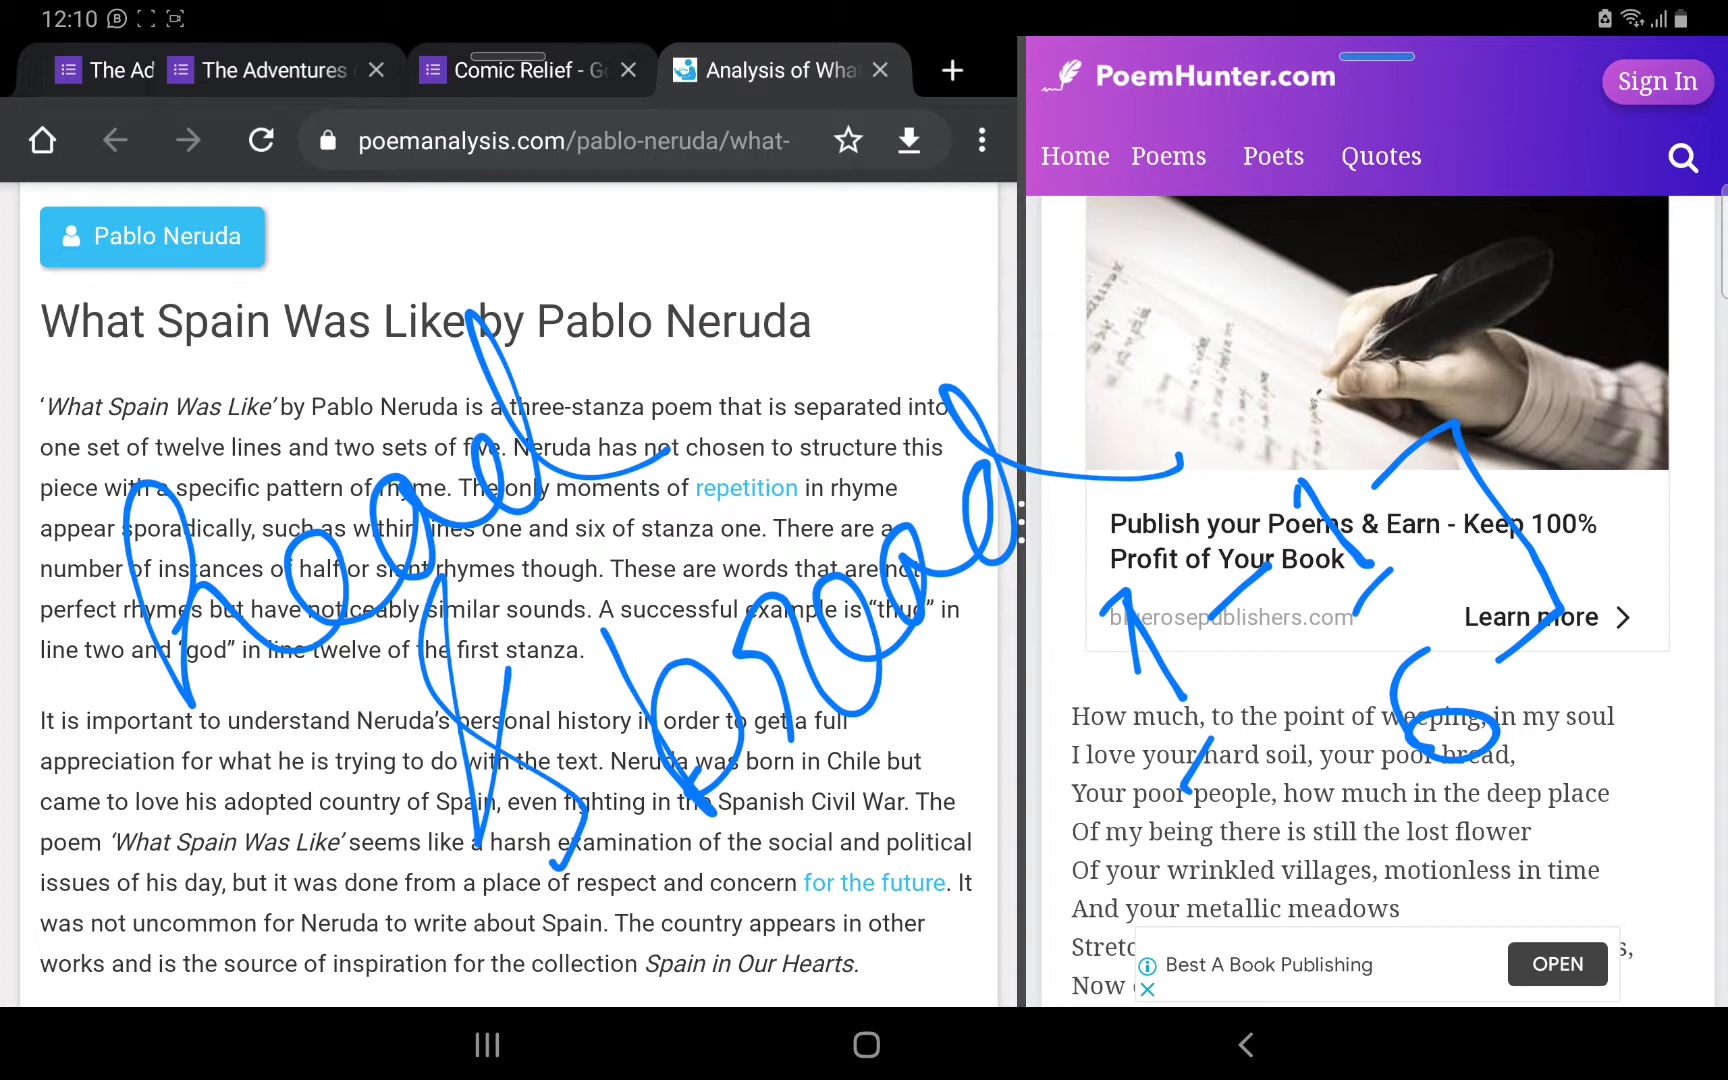 12:10
The Ad
The Adventures
Comic Relief - Go
Analysis of What
poemanalysis.com/pablo-neruda/what-
Pablo Neruda
What Spain Was Like by Pablo Neruda
‘What Spain Was Like’ by Pablo Neruda is a three-stanza poem that is separated into
one set of twelve lines and two sets of five. Neruda has not chosen to structure this
piece with a specific pattern of rhyme. The only moments of repetition in rhyme
appear sporadically, such as within lines one and six of stanza one. There are a
number of instances of half or slant rhymes though. These are words that are not
perfect rhymes but have noticeably similar sounds. A successful example is “thud” in
line two and “god” in line twelve of the first stanza.
It is important to understand Neruda’s personal history in order to get a full
appreciation for what he is trying to do with the text. Neruda was born in Chile but
came to love his adopted country of Spain, even fighting in the Spanish Civil War. The
poem ‘What Spain Was Like’ seems like a harsh examination of the social and political
issues of his day, but it was done from a place of respect and concern for the future. It
was not uncommon for Neruda to write about Spain. The country appears in other
works and is the source of inspiration for the collection Spain in Our Hearts.
head
&
broad
PoemHunter.com
Sign In
Home Poems Poets Quotes
Publish your Poems & Earn - Keep 100%
Profit of Your Book
bluerosepublishers.com
Learn more
How much, to the point of weeping, in my soul
I love your hard soil, your poor bread,
Your poor people, how much in the deep place
Of my being there is still the lost flower
Of your wrinkled villages, motionless in time
And your metallic meadows
Stretc
Now
Best A Book Publishing
OPEN